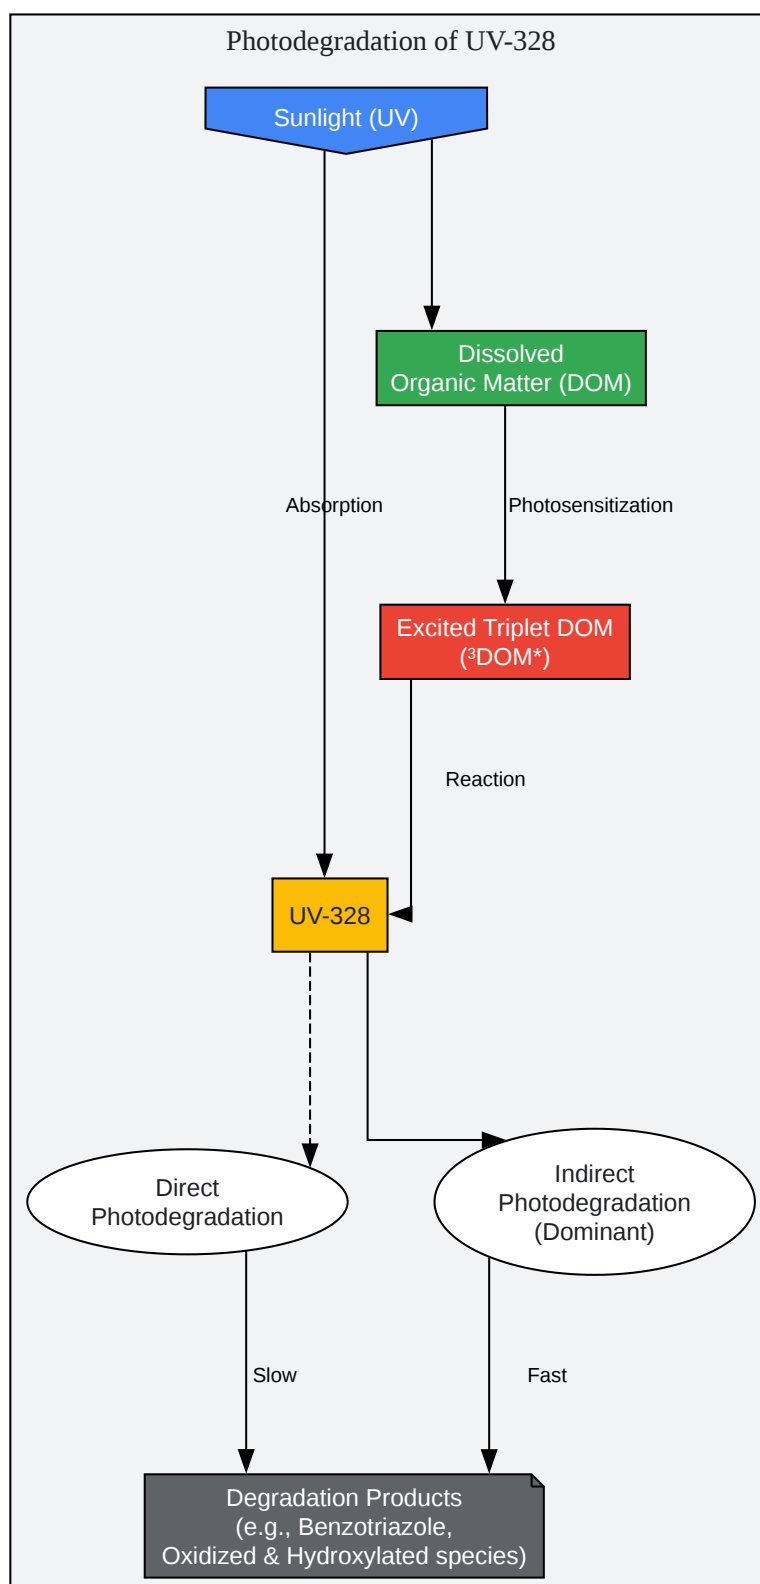 Photodegradation of UV-328
Sunlight (UV)
Dissolved
Organic Matter (DOM)
Absorption
Photosensitization
Excited Triplet DOM
(³DOM*)
Reaction
UV-328
Direct
Photodegradation
Indirect
Photodegradation
(Dominant)
Slow
Fast
Degradation Products
(e.g., Benzotriazole,
Oxidized & Hydroxylated species)